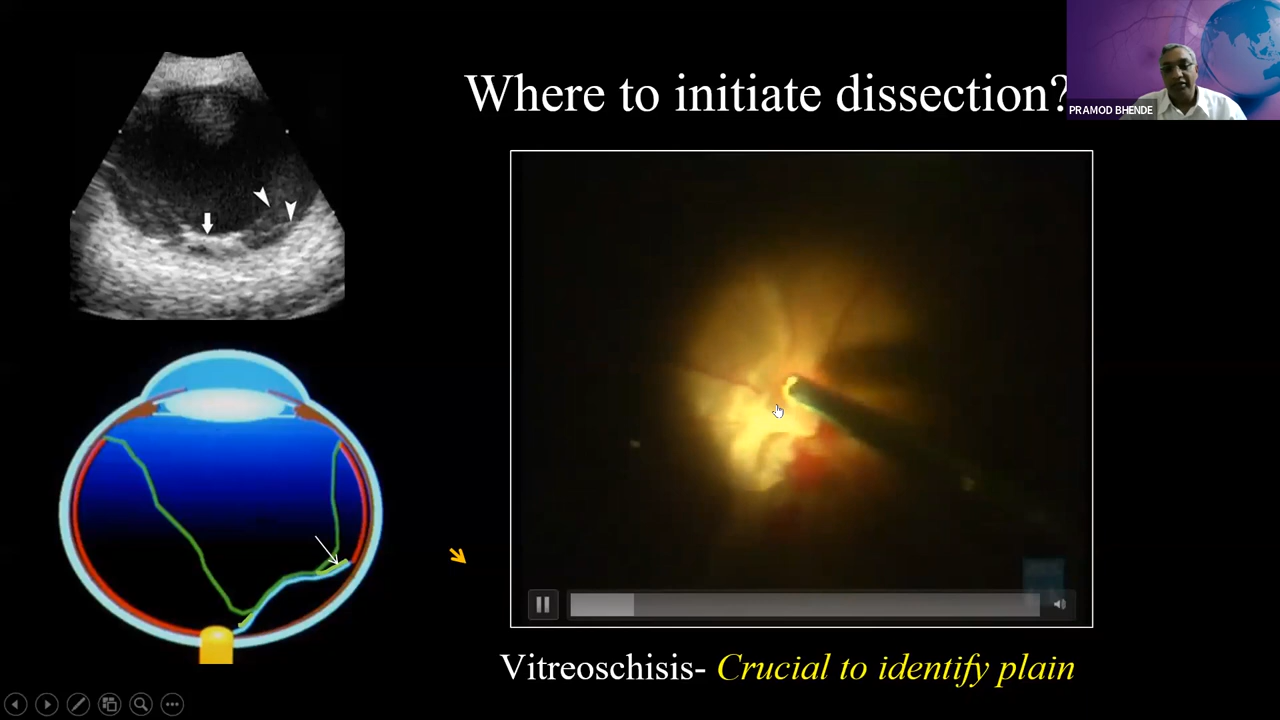 Where to initiate dissection?
PRAMOD BHENDE
Vitreoschisis- Crucial to identify plain